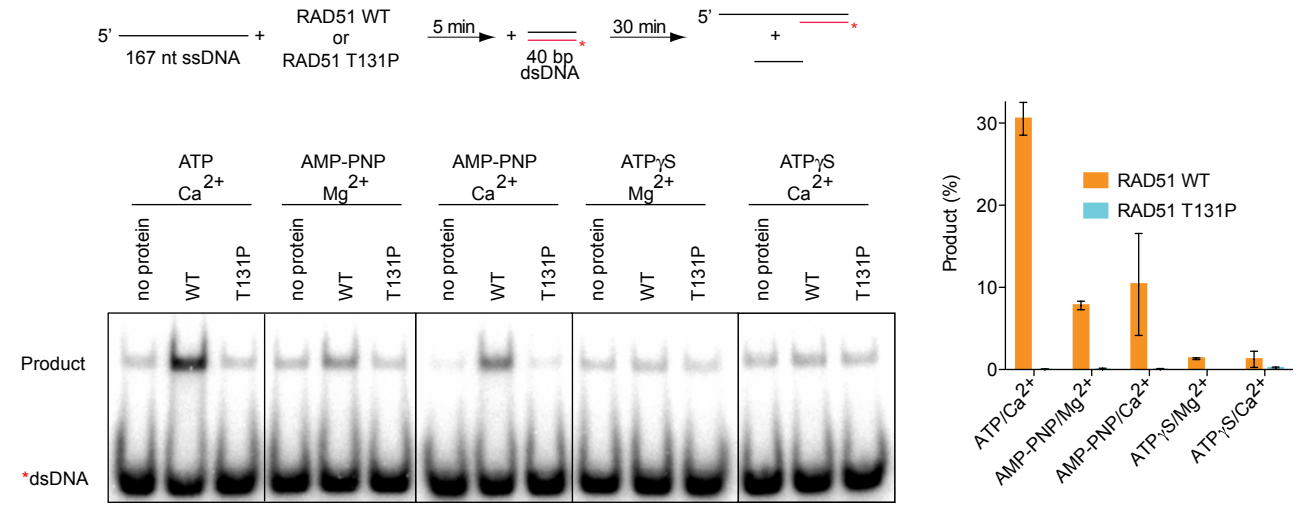 5' 167 nt ssDNA +
RAD51 WT
or
RAD51 T131P
5 min
+ 40 bp
dsDNA *
30 min
5' *
+
ATP
Ca2+
AMP-PNP
Mg2+
AMP-PNP
Ca2+
ATPγS
Mg2+
ATPγS
Ca2+
no protein
WT
T131P
no protein
WT
T131P
no protein
WT
T131P
no protein
WT
T131P
no protein
WT
T131P
Product
*dsDNA
Product (%)
30
20
10
0
RAD51 WT
RAD51 T131P
ATP/Ca2+
AMP-PNP/Mg2+
AMP-PNP/Ca2+
ATPγS/Mg2+
ATPγS/Ca2+